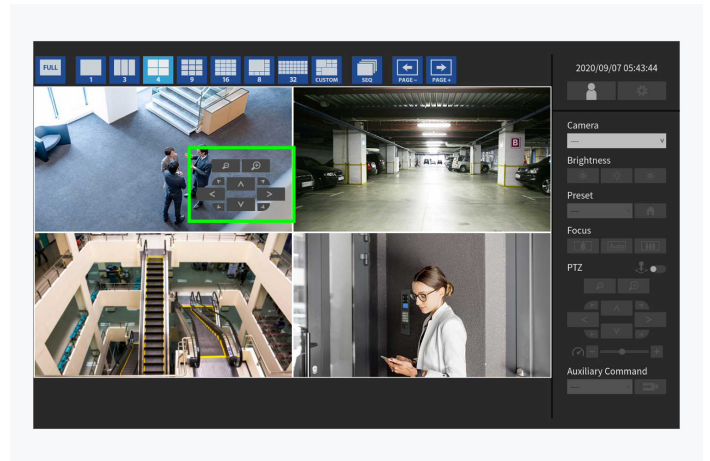 FULL
1
3
4
9
16
8
32
CUSTOM
SEQ
PAGE−
PAGE+
2020/09/07 05:43:44
B
Camera
—
Brightness
Preset
—
Focus
Auto
PTZ
Auxiliary Command
—